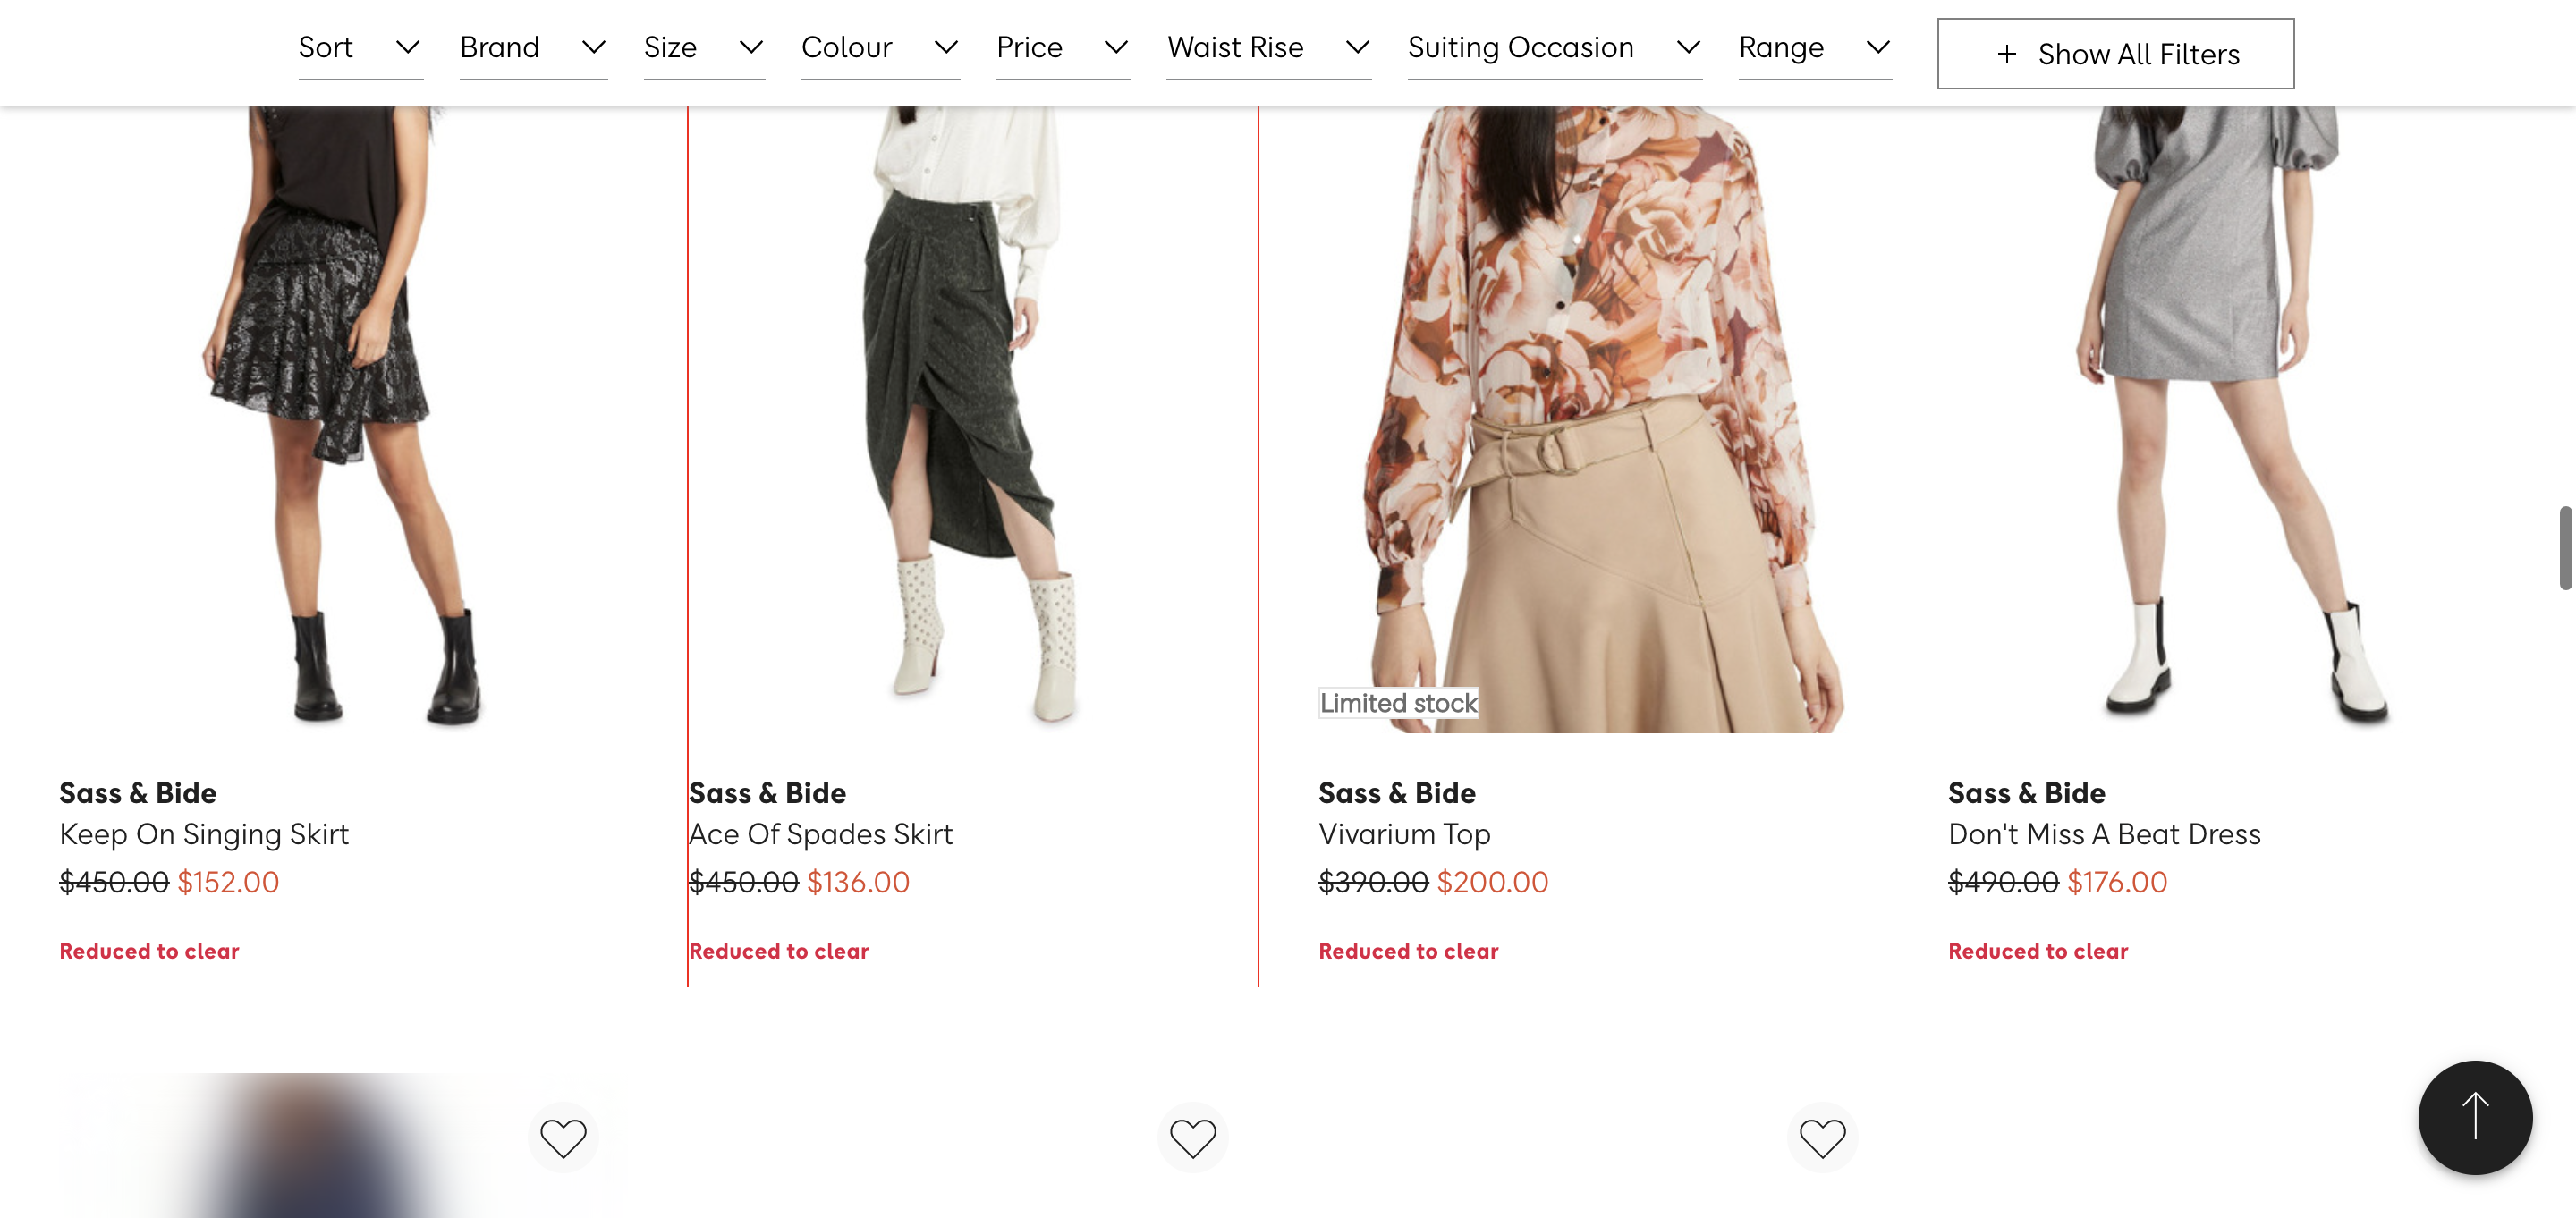 Sort Brand Size Colour Price Waist Rise Suiting Occasion Range + Show All Filters
Limited stock
Sass & Bide
Keep On Singing Skirt
$450.00 $152.00
Reduced to clear
Sass & Bide
Ace Of Spades Skirt
$450.00 $136.00
Reduced to clear
Sass & Bide
Vivarium Top
$390.00 $200.00
Reduced to clear
Sass & Bide
Don't Miss A Beat Dress
$490.00 $176.00
Reduced to clear